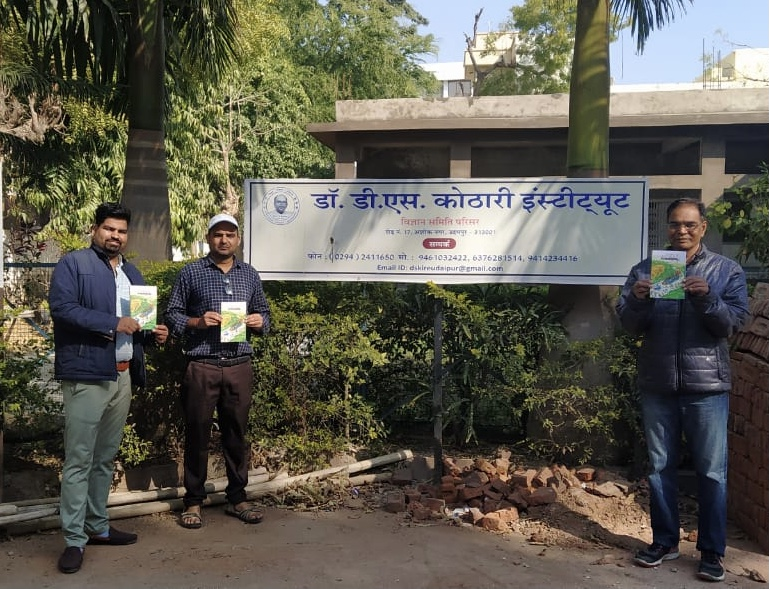 डॉ. डी.एस. कोठारी इंस्टीट्यूट
विज्ञान समिति परिसर
रोड़ नं. 17, अशोक नगर, उदयपुर - 313001
सम्पर्क
फोन : (0294) 2411650 मो. : 9461032422, 6376281514, 9414234416
Email ID: dskireudaipur@gmail.com